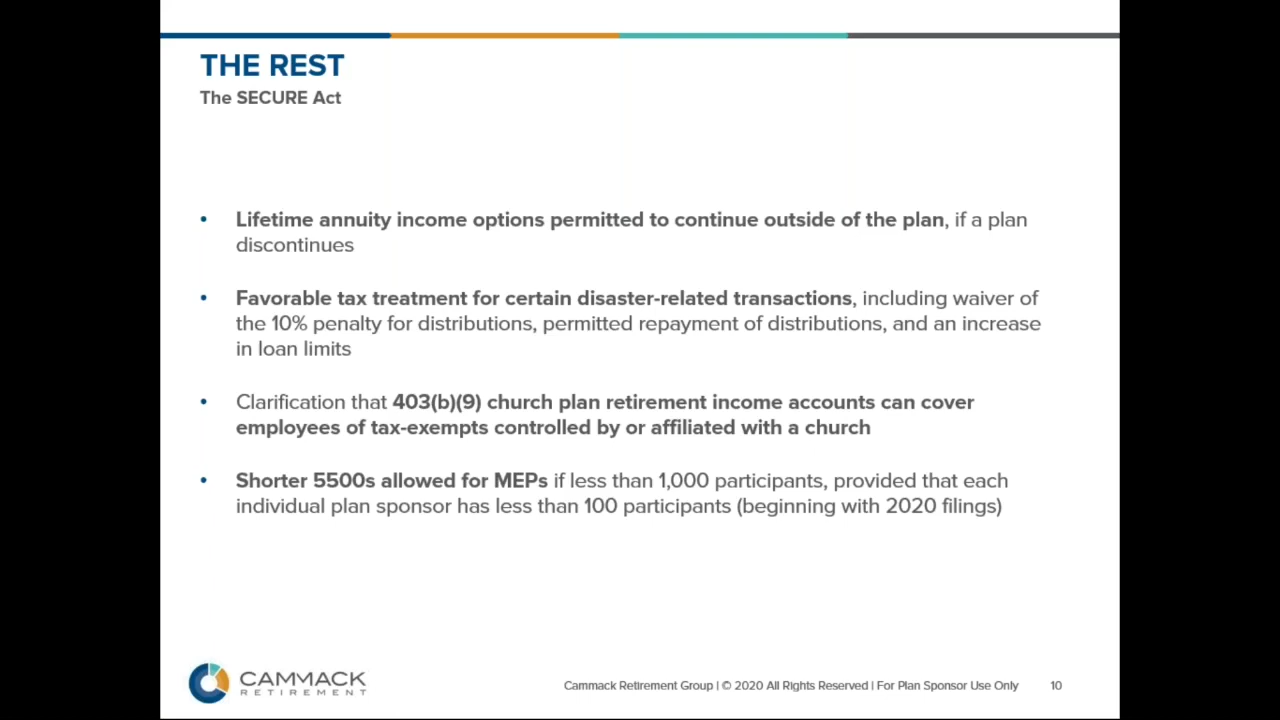 THE REST
The SECURE Act
• Lifetime annuity income options permitted to continue outside of the plan, if a plan
discontinues
• Favorable tax treatment for certain disaster-related transactions, including waiver of
the 10% penalty for distributions, permitted repayment of distributions, and an increase
in loan limits
• Clarification that 403(b)(9) church plan retirement income accounts can cover
employees of tax-exempts controlled by or affiliated with a church
• Shorter 5500s allowed for MEPs if less than 1,000 participants, provided that each
individual plan sponsor has less than 100 participants (beginning with 2020 filings)
CAMMACK
RETIREMENT
Cammack Retirement Group | © 2020 All Rights Reserved | For Plan Sponsor Use Only 10